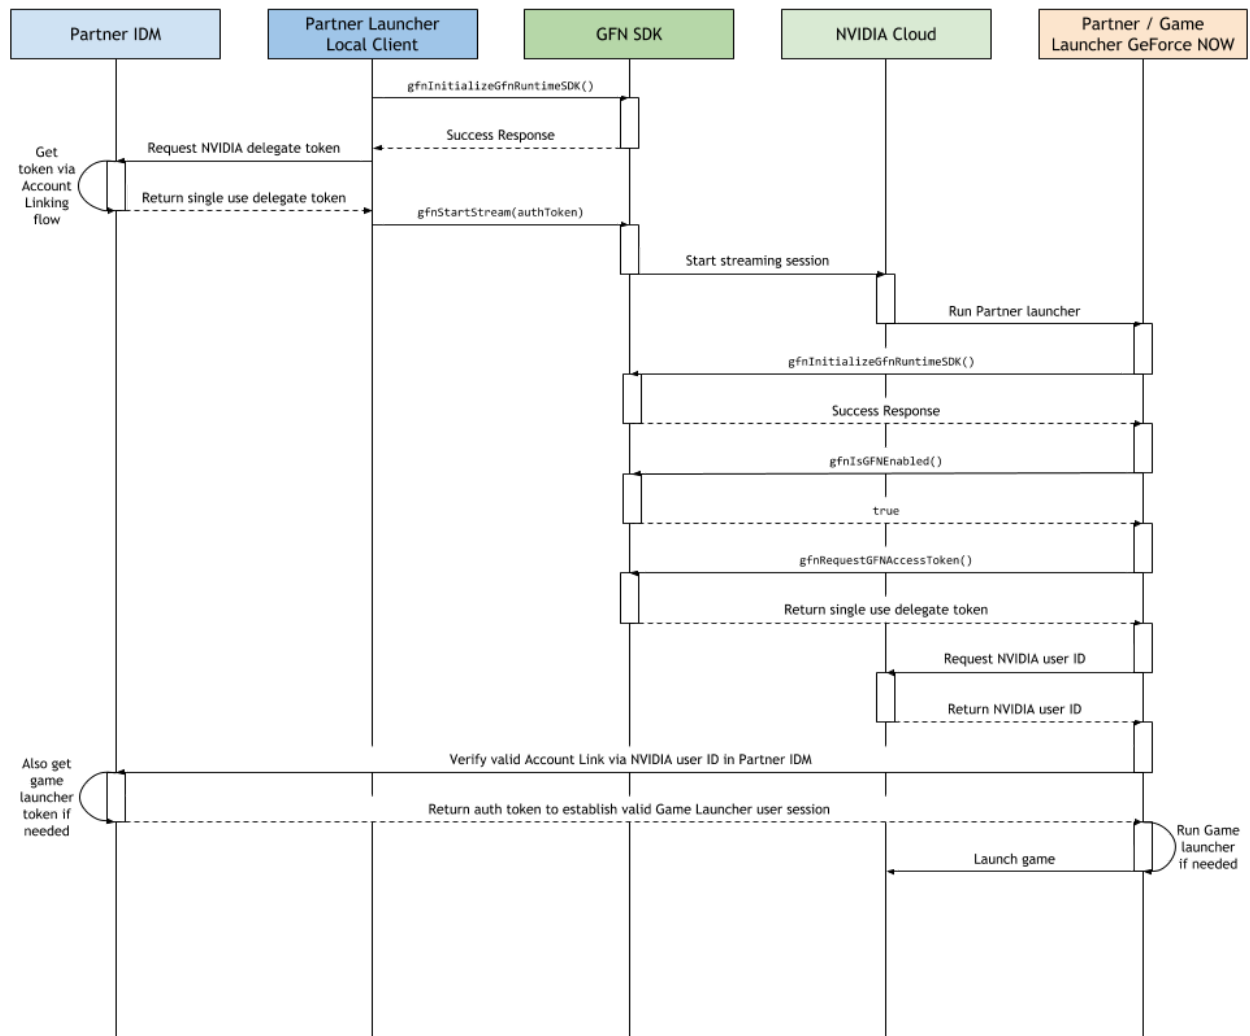 Partner IDM
Partner Launcher
Local Client
GFN SDK
NVIDIA Cloud
Partner / Game
Launcher GeForce NOW
gfnInitializeGfnRuntimeSDK()
Success Response
Request NVIDIA delegate token
Get
token via
Account
Linking
flow
Return single use delegate token
gfnStartStream(authToken)
Start streaming session
Run Partner launcher
gfnInitializeGfnRuntimeSDK()
Success Response
gfnIsGFNEnabled()
true
gfnRequestGFNAccessToken()
Return single use delegate token
Request NVIDIA user ID
Return NVIDIA user ID
Verify valid Account Link via NVIDIA user ID in Partner IDM
Also get
game
launcher
token if
needed
Return auth token to establish valid Game Launcher user session
Run Game
launcher
if needed
Launch game